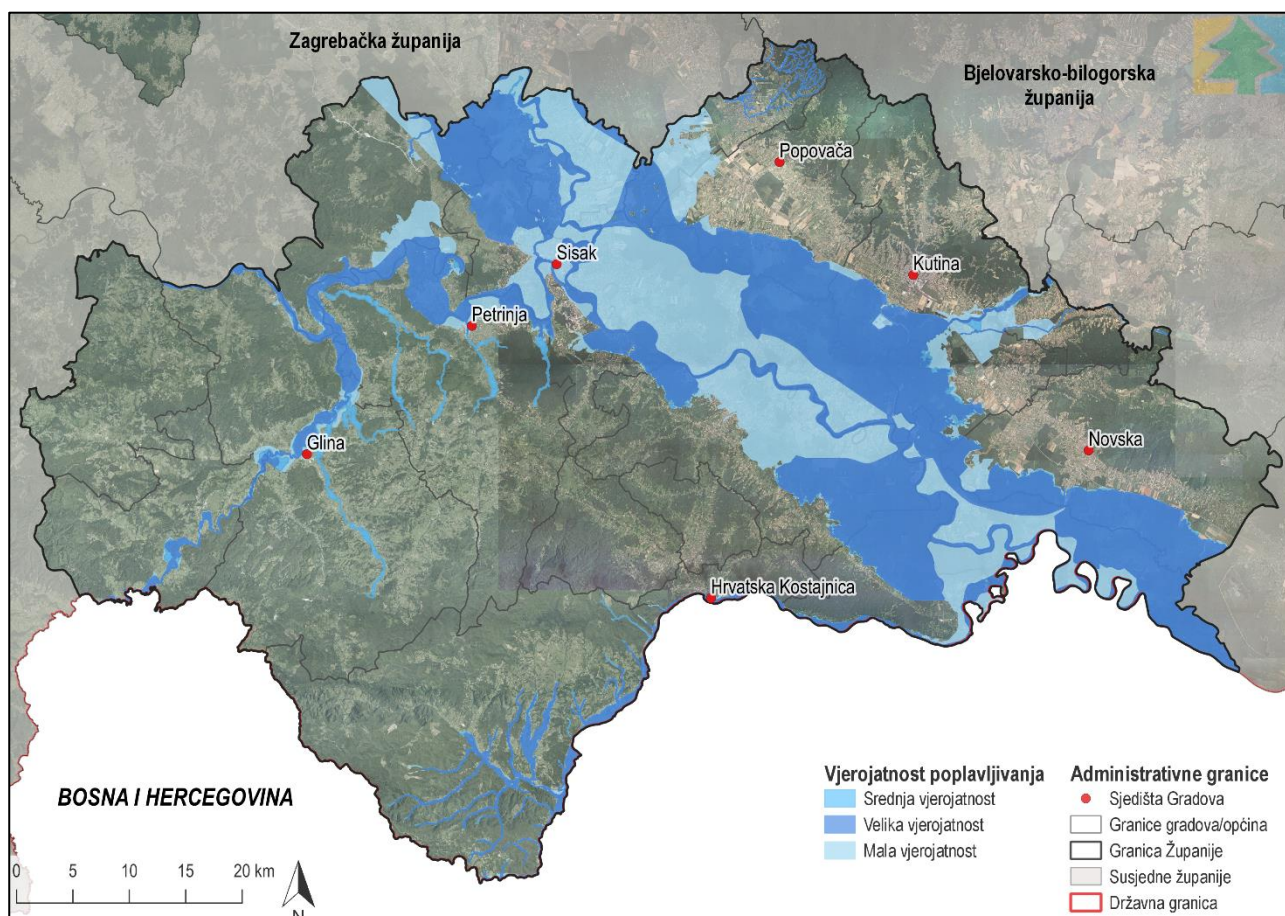 Zagrebačka županija
Bjelovarsko-bilogorska
županija
Popovača
Sisak
Kutina
Petrinja
Glina
Novska
Hrvatska Kostajnica
BOSNA I HERCEGOVINA
Vjerojatnost poplavljivanja
Srednja vjerojatnost
Velika vjerojatnost
Mala vjerojatnost
Administrativne granice
Sjedišta Gradova
Granice gradova/općina
Granica Županije
Susjedne županije
Državna granica
0 5 10 15 20 km
N